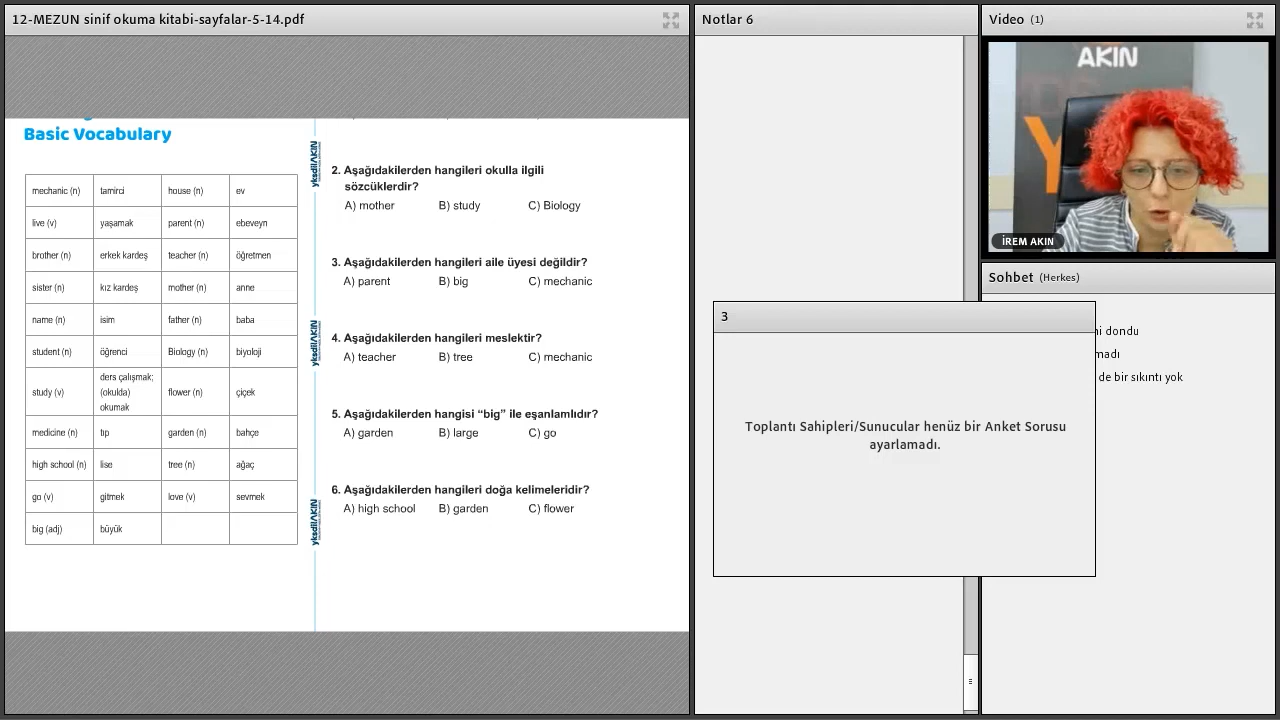 12-MEZUN sinif okuma kitabi-sayfalar-5-14.pdf
Basic Vocabulary
mechanic (n) tamirci house (n) ev
live (v) yaşamak parent (n) ebeveyn
brother (n) erkek kardeş teacher (n) öğretmen
sister (n) kız kardeş mother (n) anne
name (n) isim father (n) baba
student (n) öğrenci Biology (n) biyoloji
study (v) ders çalışmak; (okulda) okumak flower (n) çiçek
medicine (n) tıp garden (n) bahçe
high school (n) lise tree (n) ağaç
go (v) gitmek love (v) sevmek
big (adj) büyük
yksdilAKIN
yksdilAKIN
yksdilAKIN
2. Aşağıdakilerden hangileri okulla ilgili
sözcüklerdir?
A) mother B) study C) Biology
3. Aşağıdakilerden hangileri aile üyesi değildir?
A) parent B) big C) mechanic
4. Aşağıdakilerden hangileri meslektir?
A) teacher B) tree C) mechanic
5. Aşağıdakilerden hangisi “big” ile eşanlamlıdır?
A) garden B) large C) go
6. Aşağıdakilerden hangileri doğa kelimeleridir?
A) high school B) garden C) flower
Notlar 6
3
Toplantı Sahipleri/Sunucular henüz bir Anket Sorusu
ayarlamadı.
Video (1)
AKIN
İREM AKIN
Sohbet (Herkes)
dondu
de bir sıkıntı yok